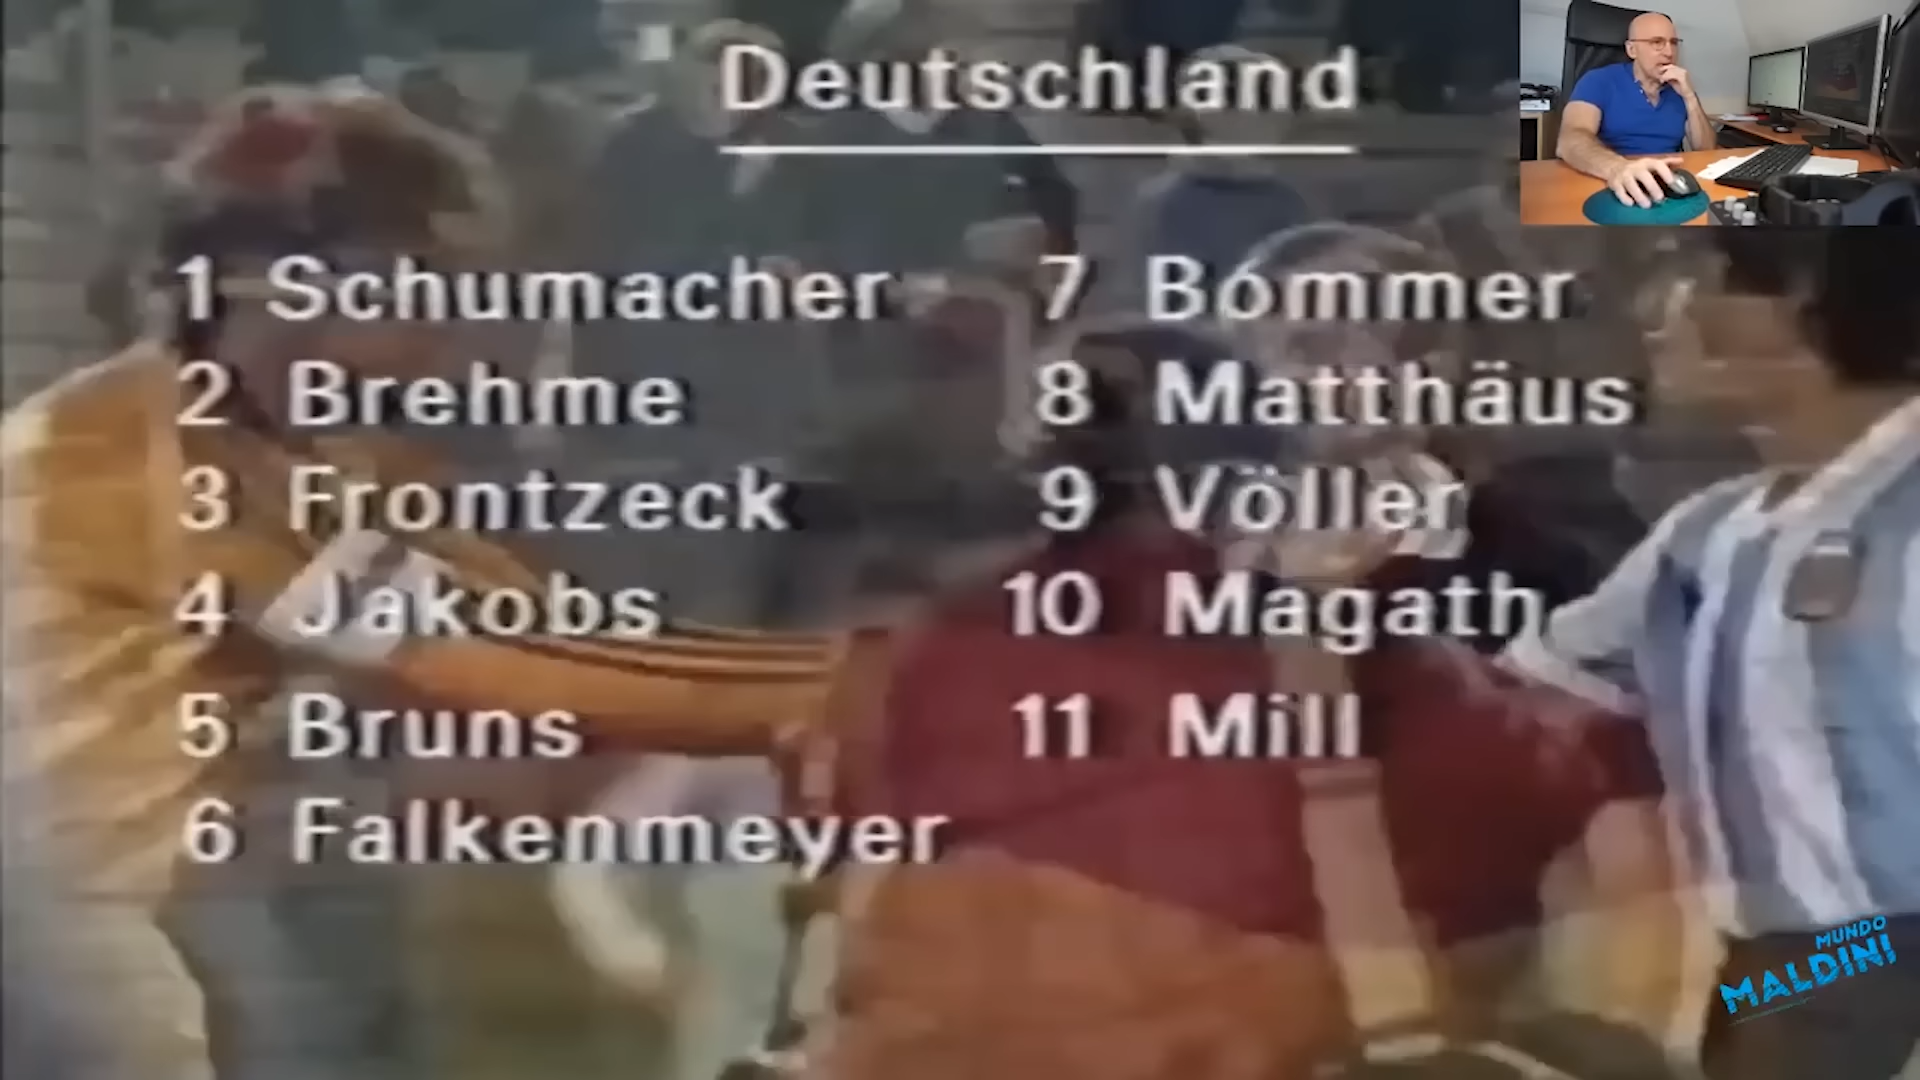 Deutschland
1 Schumacher
2 Brehme
3 Frontzeck
4 Jakobs
5 Bruns
6 Falkenmeyer
7 Bommer
8 Matthäus
9 Völler
10 Magath
11 Mill
MUNDO
MALDINI